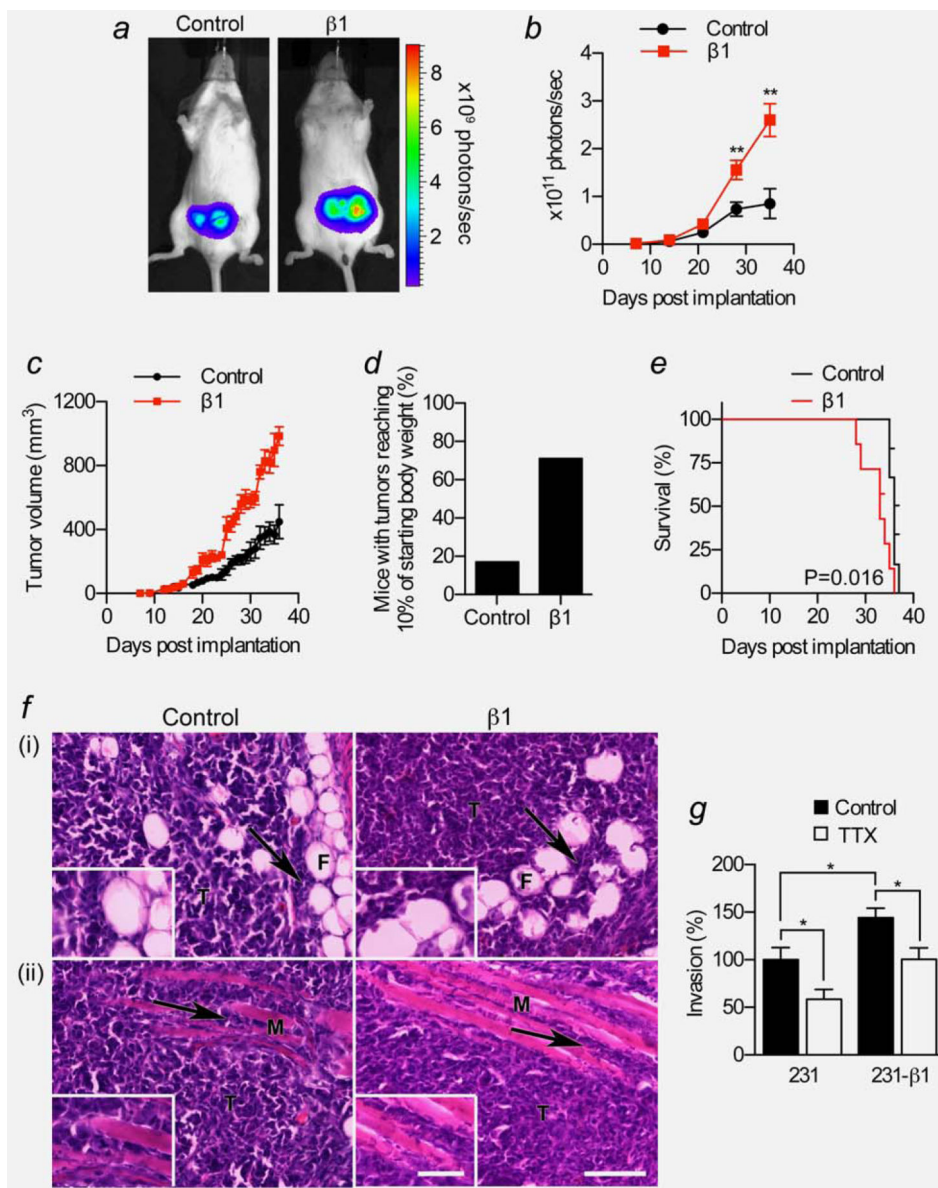 a
Control
β1
8
6
4
2
x10⁹ photons/sec
b
Control
β1
x10¹¹ photons/sec
4
3
2
1
0
**
**
0 10 20 30 40
Days post implantation
c
Control
β1
Tumor volume (mm³)
1200
800
400
0
0 10 20 30 40
Days post implantation
d
Mice with tumors reaching
10% of starting body weight (%)
100
80
60
40
20
0
Control β1
e
Control
β1
Survival (%)
100
75
50
25
0
P=0.016
0 10 20 30 40
Days post implantation
f
Control
β1
(i)
T
F
T
F
(ii)
M
T
M
T
g
Control
TTX
Invasion (%)
200
150
100
50
0
*
*
*
231 231-β1